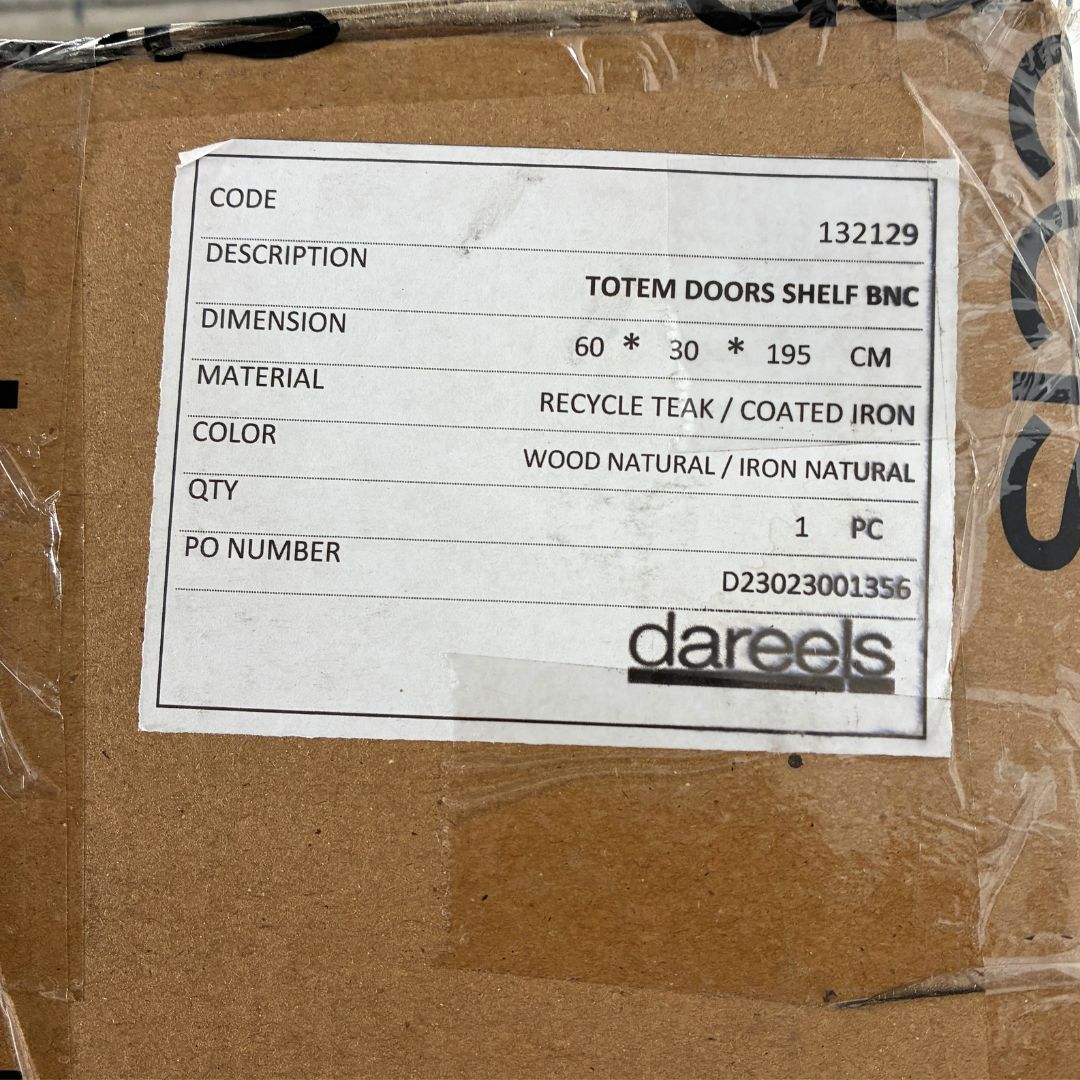 CODE
132129
DESCRIPTION
TOTEM DOORS SHELF BNC
DIMENSION
60 * 30 * 195 CM
MATERIAL
RECYCLE TEAK / COATED IRON
COLOR
WOOD NATURAL / IRON NATURAL
QTY
1 PC
PO NUMBER
D23023001356
dareels